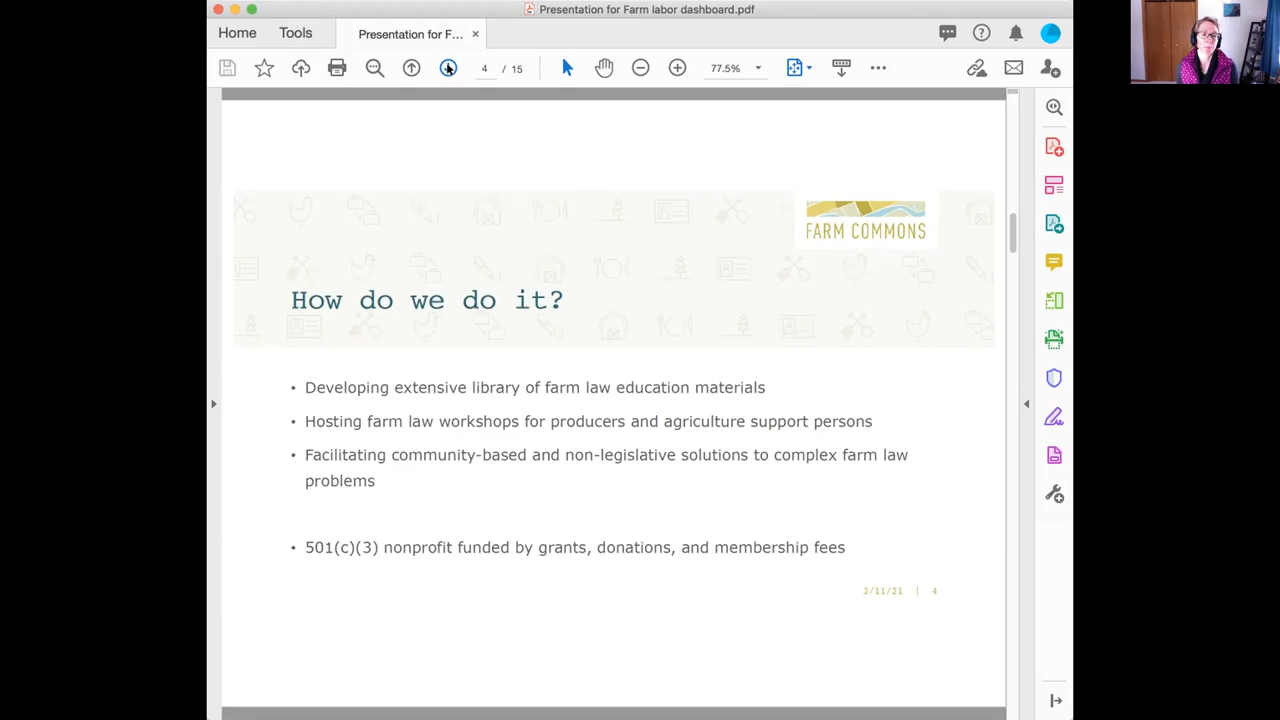 Presentation for Farm labor dashboard.pdf
Home
Tools
Presentation for F...
4 / 15
77.5%
FARM COMMONS
How do we do it?
• Developing extensive library of farm law education materials
• Hosting farm law workshops for producers and agriculture support persons
• Facilitating community-based and non-legislative solutions to complex farm law
problems
• 501(c)(3) nonprofit funded by grants, donations, and membership fees
3/11/21 | 4